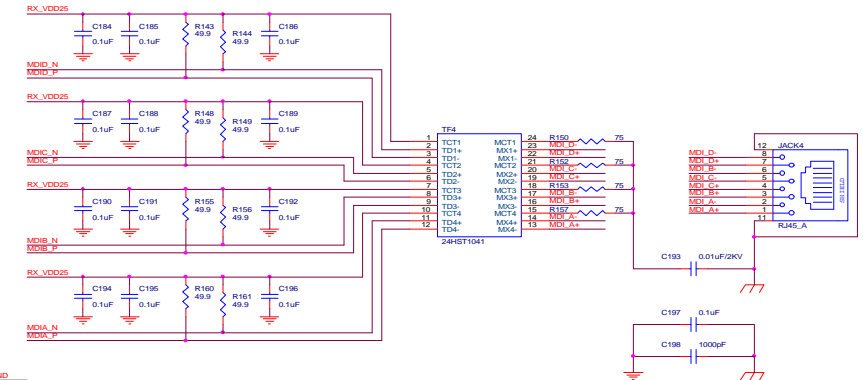 RX_VDD25
C184
0.1uF
C185
0.1uF
R143
49.9
R144
49.9
C186
0.1uF
MDID_N
MDID_P
RX_VDD25
C187
0.1uF
C188
0.1uF
R148
49.9
R149
49.9
C189
0.1uF
MDIC_N
MDIC_P
RX_VDD25
C190
0.1uF
C191
0.1uF
R155
49.9
R156
49.9
C192
0.1uF
MDIB_N
MDIB_P
RX_VDD25
C194
0.1uF
C195
0.1uF
R160
49.9
R161
49.9
C196
0.1uF
MDIA_N
MDIA_P
ND
TF4
1 TCT1 MCT1 24 R150 75
2 TD1+ MX1+ 23 MDI_D-
3 TD1- MX1- 22 MDI_D+
4 TCT2 MCT2 21 R152 75
5 TD2+ MX2+ 20 MDI_C-
6 TD2- MX2- 19 MDI_C+
7 TCT3 MCT3 18 R153 75
8 TD3+ MX3+ 17 MDI_B-
9 TD3- MX3- 16 MDI_B+
10 TCT4 MCT4 15 R157 75
11 TD4+ MX4+ 14 MDI_A-
12 TD4- MX4- 13 MDI_A+
24HST1041
12 JACK4
MDI_D- 8
MDI_D+ 7
MDI_B- 6
MDI_C- 5
MDI_C+ 4
MDI_B+ 3
MDI_A- 2
MDI_A+ 1
11
SHIELD
RJ45_A
C193 0.01uF/2KV
C197 0.1uF
C198 1000pF